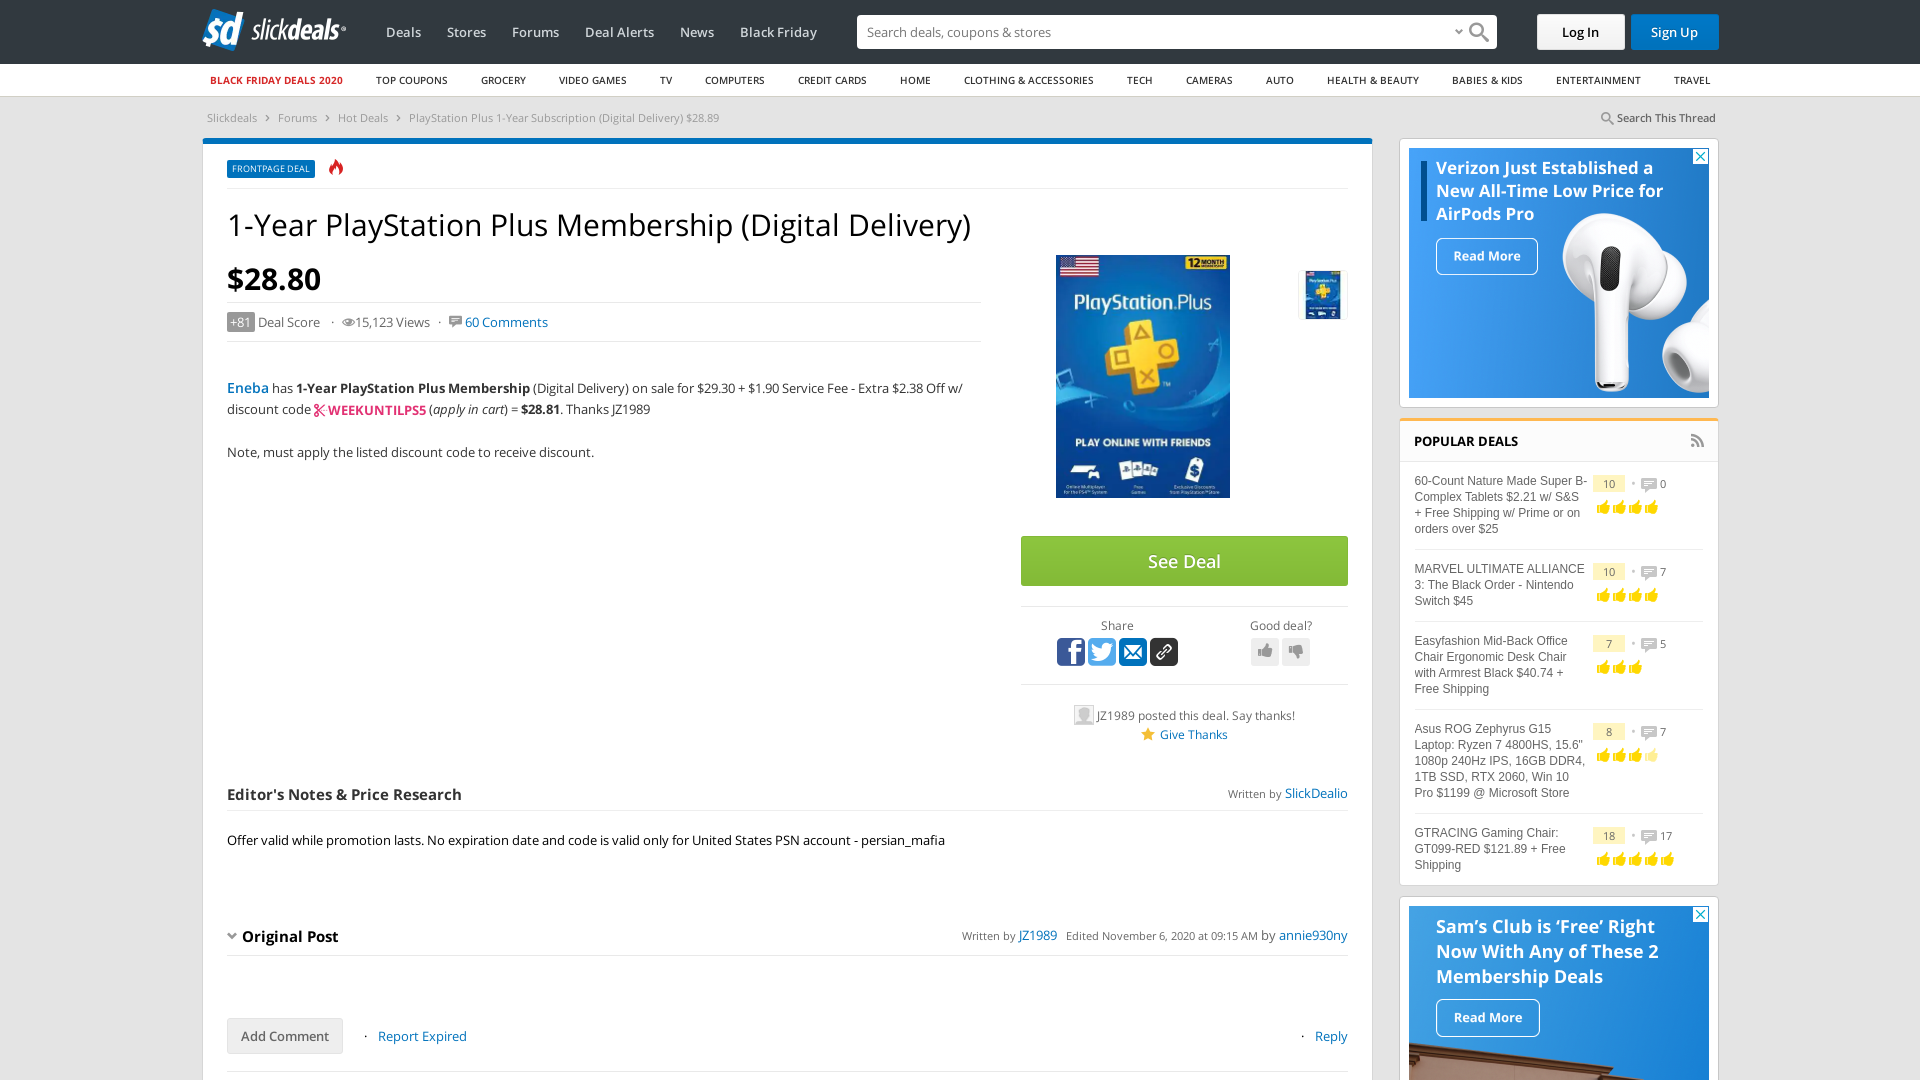 slickdeals
Deals
Stores
Forums
Deal Alerts
News
Black Friday
Search deals, coupons & stores
Log In
Sign Up
BLACK FRIDAY DEALS 2020
TOP COUPONS
GROCERY
VIDEO GAMES
TV
COMPUTERS
CREDIT CARDS
HOME
CLOTHING & ACCESSORIES
TECH
CAMERAS
AUTO
HEALTH & BEAUTY
BABIES & KIDS
ENTERTAINMENT
TRAVEL
Slickdeals › Forums › Hot Deals › PlayStation Plus 1-Year Subscription (Digital Delivery) $28.89
Search This Thread
FRONTPAGE DEAL
1-Year PlayStation Plus Membership (Digital Delivery)
$28.80
+81 Deal Score · 15,123 Views · 60 Comments
Eneba has 1-Year PlayStation Plus Membership (Digital Delivery) on sale for $29.30 + $1.90 Service Fee - Extra $2.38 Off w/
discount code WEEKUNTILPS5 (apply in cart) = $28.81. Thanks JZ1989
Note, must apply the listed discount code to receive discount.
12 MONTH
PlayStation.Plus
TM
PLAY ONLINE WITH FRIENDS
See Deal
Share
Good deal?
JZ1989 posted this deal. Say thanks!
Give Thanks
Editor's Notes & Price Research
Written by SlickDealio
Offer valid while promotion lasts. No expiration date and code is valid only for United States PSN account - persian_mafia
Original Post
Written by JZ1989 Edited November 6, 2020 at 09:15 AM by annie930ny
Add Comment
· Report Expired
· Reply
Verizon Just Established a
New All-Time Low Price for
AirPods Pro
Read More
POPULAR DEALS
60-Count Nature Made Super B-
Complex Tablets $2.21 w/ S&S
+ Free Shipping w/ Prime or on
orders over $25
10 • 0
MARVEL ULTIMATE ALLIANCE
3: The Black Order - Nintendo
Switch $45
10 • 7
Easyfashion Mid-Back Office
Chair Ergonomic Desk Chair
with Armrest Black $40.74 +
Free Shipping
7 • 5
Asus ROG Zephyrus G15
Laptop: Ryzen 7 4800HS, 15.6"
1080p 240Hz IPS, 16GB DDR4,
1TB SSD, RTX 2060, Win 10
Pro $1199 @ Microsoft Store
8 • 7
GTRACING Gaming Chair:
GT099-RED $121.89 + Free
Shipping
18 • 17
Sam's Club is 'Free' Right
Now With Any of These 2
Membership Deals
Read More